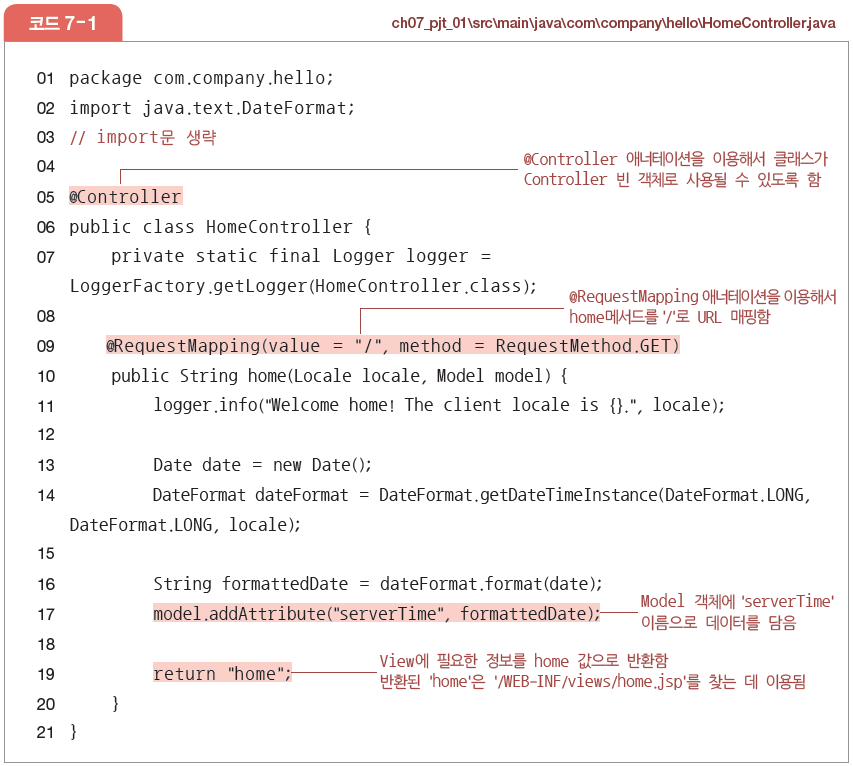 코드 7-1
ch07_pjt_01\src\main\java\com\company\hello\HomeController.java
01 package com.company.hello;
02 import java.text.DateFormat;
03 // import문 생략
04
@Controller 애너테이션을 이용해서 클래스가
Controller 빈 객체로 사용될 수 있도록 함
05 @Controller
06 public class HomeController {
07 private static final Logger logger =
LoggerFactory.getLogger(HomeController.class);
08
@RequestMapping 애너테이션을 이용해서
home메서드를 '/'로 URL 매핑함
09 @RequestMapping(value = "/", method = RequestMethod.GET)
10 public String home(Locale locale, Model model) {
11 logger.info("Welcome home! The client locale is {}.", locale);
12
13 Date date = new Date();
14 DateFormat dateFormat = DateFormat.getDateTimeInstance(DateFormat.LONG,
DateFormat.LONG, locale);
15
16 String formattedDate = dateFormat.format(date);
17 model.addAttribute("serverTime", formattedDate);
Model 객체에 'serverTime'
이름으로 데이터를 담음
18
19 return "home";
View에 필요한 정보를 home 값으로 반환함
반환된 'home'은 '/WEB-INF/views/home.jsp'를 찾는 데 이용됨
20 }
21 }